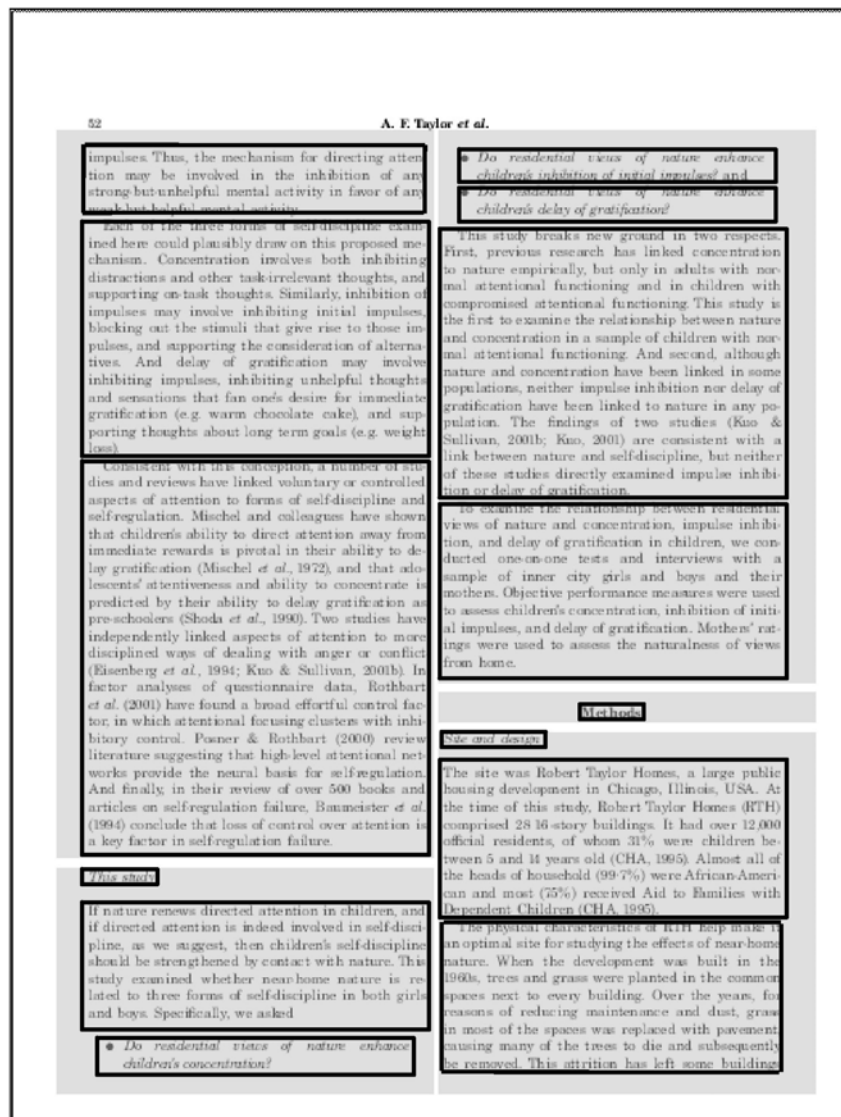 52
A. F. Taylor et al.
impulses. Thus, the mechanism for directing atten
tion may be involved in the inhibition of any
strong-but-unhelpful mental activity in favor of any
weak-but-helpful mental activity.
Each of the three forms of self-discipline exam-
ined here could plausibly draw on this proposed me-
chanism. Concentration involves both inhibiting
distractions and other task-irrelevant thoughts, and
supporting on-task thoughts. Similarly, inhibition of
impulses may involve inhibiting initial impulses,
blocking out the stimuli that give rise to those im-
pulses, and supporting the consideration of alterna-
tives. And delay of gratification may involve
inhibiting impulses, inhibiting unhelpful thoughts
and sensations that fan one's desire for immediate
gratification (e.g. warm chocolate cake), and sup-
porting thoughts about long term goals (e.g. weight
loss).
Consistent with this conception, a number of stu-
dies and reviews have linked voluntary or controlled
aspects of attention to forms of self-discipline and
self-regulation. Mischel and colleagues have shown
that children's ability to direct attention away from
immediate rewards is pivotal in their ability to de-
lay gratification (Mischel et al., 1972), and that ado-
lescents' attentiveness and ability to concentrate is
predicted by their ability to delay gratification as
pre-schoolers (Shoda et al., 1990). Two studies have
independently linked aspects of attention to more
disciplined ways of dealing with anger or conflict
(Eisenberg et al., 1994; Kuo & Sullivan, 2001b). In
factor analyses of questionnaire data, Rothbart
et al. (2001) have found a broad effortful control fac-
tor, in which attentional focusing clusters with inhi-
bitory control. Posner & Rothbart (2000) review
literature suggesting that high-level attentional net-
works provide the neural basis for self-regulation.
And finally, in their review of over 500 books and
articles on self-regulation failure, Baumeister et al.
(1994) conclude that loss of control over attention is
a key factor in self-regulation failure.
This study
If nature renews directed attention in children, and
if directed attention is indeed involved in self-disci-
pline, as we suggest, then children's self-discipline
should be strengthened by contact with nature. This
study examined whether near-home nature is re-
lated to three forms of self-discipline in both girls
and boys. Specifically, we asked
● Do residential views of nature enhance
children's concentration?
● Do residential views of nature enhance
children's inhibition of initial impulses? and
● Do residential views of nature enhance
children's delay of gratification?
This study breaks new ground in two respects.
First, previous research has linked concentration
to nature empirically, but only in adults with nor-
mal attentional functioning and in children with
compromised attentional functioning. This study is
the first to examine the relationship between nature
and concentration in a sample of children with nor-
mal attentional functioning. And second, although
nature and concentration have been linked in some
populations, neither impulse inhibition nor delay of
gratification have been linked to nature in any po-
pulation. The findings of two studies (Kuo &
Sullivan, 2001b; Kuo, 2001) are consistent with a
link between nature and self-discipline, but neither
of these studies directly examined impulse inhibi-
tion or delay of gratification.
To examine the relationship between residential
views of nature and concentration, impulse inhibi-
tion, and delay of gratification in children, we con-
ducted one-on-one tests and interviews with a
sample of inner city girls and boys and their
mothers. Objective performance measures were used
to assess children's concentration, inhibition of initi-
al impulses, and delay of gratification. Mothers' rat-
ings were used to assess the naturalness of views
from home.
Methods
Site and design
The site was Robert Taylor Homes, a large public
housing development in Chicago, Illinois, USA. At
the time of this study, Robert Taylor Homes (RTH)
comprised 28 16-story buildings. It had over 12,000
official residents, of whom 31% were children be-
tween 5 and 14 years old (CHA, 1995). Almost all of
the heads of household (99·7%) were African-Ameri-
can and most (75%) received Aid to Families with
Dependent Children (CHA, 1995).
The physical characteristics of RTH help make it
an optimal site for studying the effects of near-home
nature. When the development was built in the
1960s, trees and grass were planted in the common
spaces next to every building. Over the years, for
reasons of reducing maintenance and dust, grass
in most of the spaces was replaced with pavement,
causing many of the trees to die and subsequently
be removed. This attrition has left some buildings